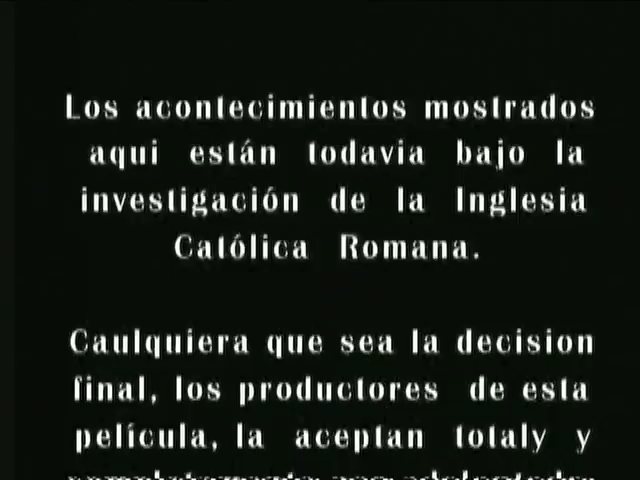 Los acontecimientos mostrados
aqui están todavia bajo la
investigación de la Inglesia
Católica Romana.
Caulquiera que sea la decision
final, los productores de esta
película, la aceptan totaly y